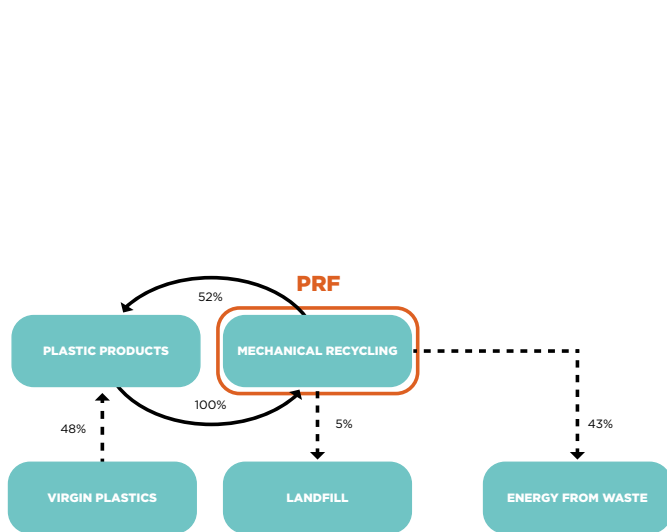 PRF
52%
PLASTIC PRODUCTS
MECHANICAL RECYCLING
100%
48%
5%
43%
VIRGIN PLASTICS
LANDFILL
ENERGY FROM WASTE